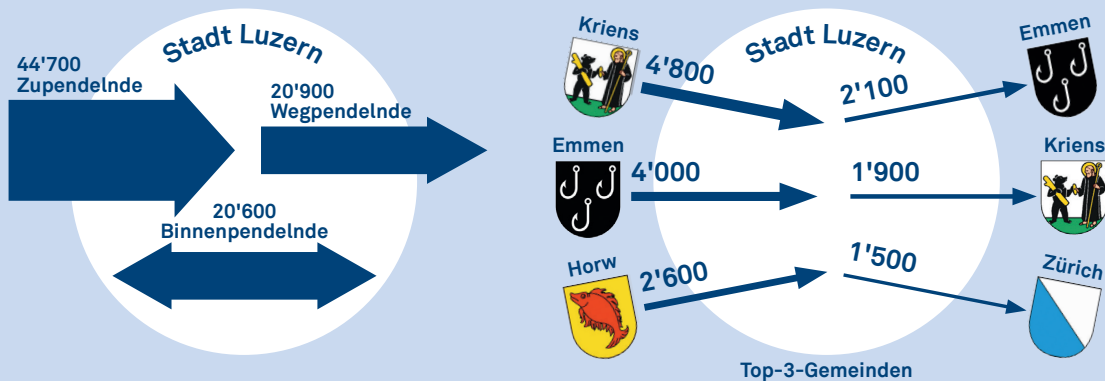 Stadt Luzern
44'700
Zupendelnde
20'900
Wegpendelnde
20'600
Binnenpendelnde
Stadt Luzern
Kriens
4'800
Emmen
4'000
Horw
2'600
2'100
Emmen
1'900
Kriens
1'500
Zürich
Top-3-Gemeinden